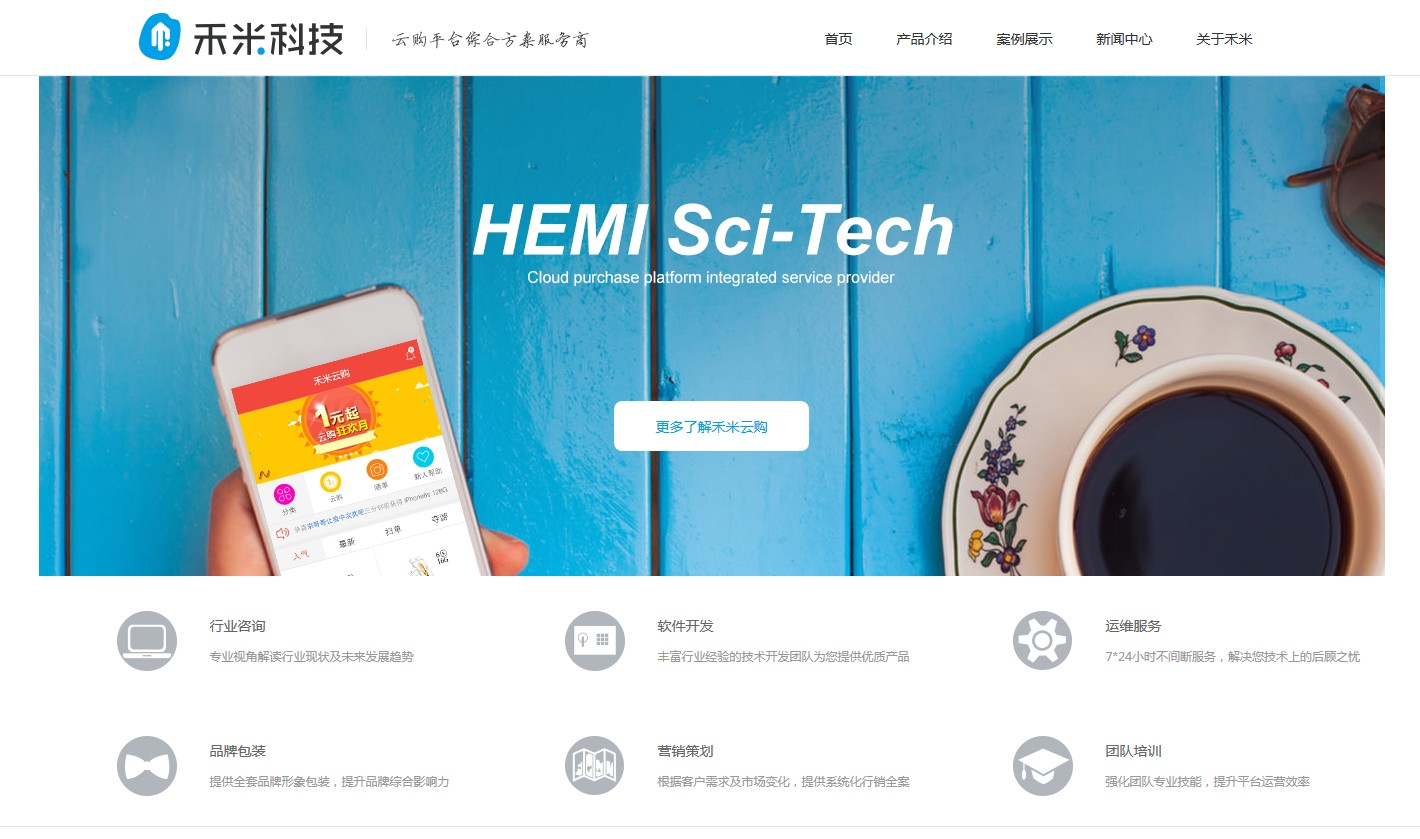 禾米科技
云购平台综合方案服务商
首页
产品介绍
案例展示
新闻中心
关于禾米
HEMI Sci-Tech
Cloud purchase platform integrated service provider
禾米云购
1元起
云购狂欢月
分类
云购
晒单
新人帮助
人气
最新
更多了解禾米云购
行业咨询
专业视角解读行业现状及未来发展趋势
软件开发
丰富行业经验的技术开发团队为您提供优质产品
运维服务
7*24小时不间断服务，解决您技术上的后顾之忧
品牌包装
提供全套品牌形象包装，提升品牌综合影响力
营销策划
根据客户需求及市场变化，提供系统化行销全案
团队培训
强化团队专业技能，提升平台运营效率